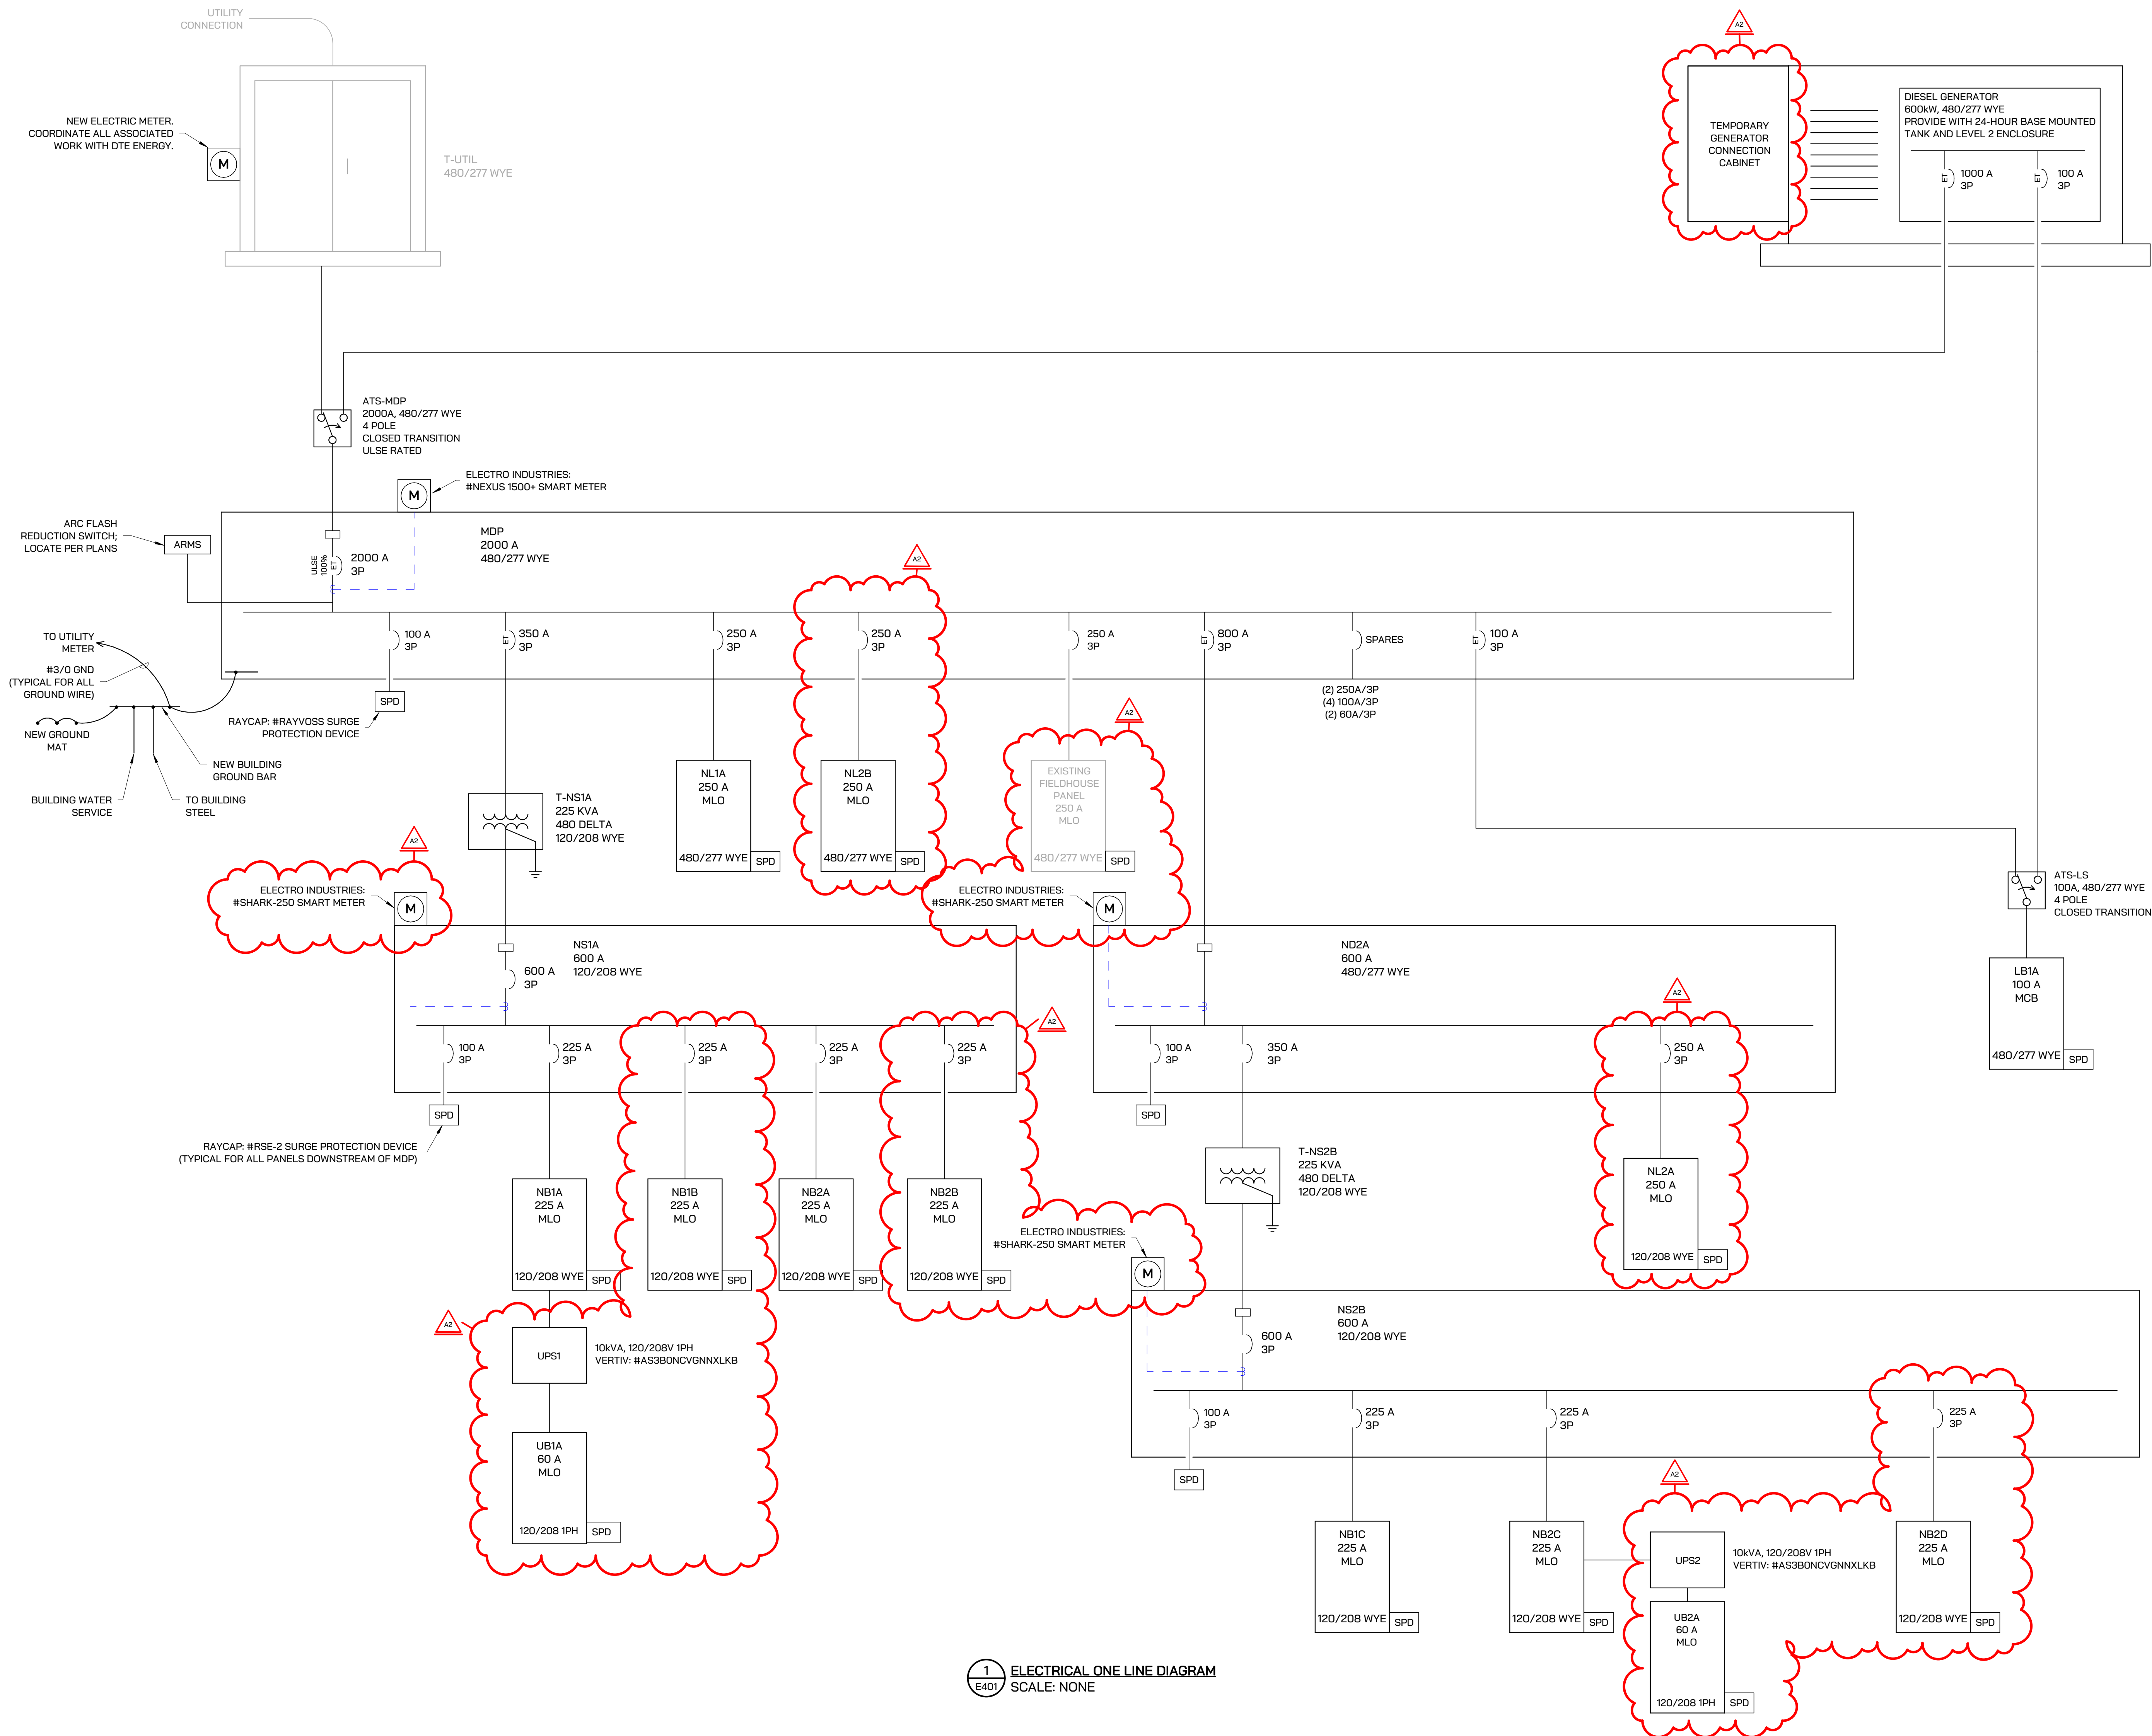 UTILITY
CONNECTION
A2
NEW ELECTRIC METER.
COORDINATE ALL ASSOCIATED
WORK WITH DTE ENERGY.
M
T-UTIL
480/277 WYE
TEMPORARY
GENERATOR
CONNECTION
CABINET
DIESEL GENERATOR
600kW, 480/277 WYE
PROVIDE WITH 24-HOUR BASE MOUNTED
TANK AND LEVEL 2 ENCLOSURE
ET
1000 A
3P
ET
100 A
3P
ATS-MDP
2000A, 480/277 WYE
4 POLE
CLOSED TRANSITION
ULSE RATED
M
ELECTRO INDUSTRIES:
#NEXUS 1500+ SMART METER
ARC FLASH
REDUCTION SWITCH;
LOCATE PER PLANS
ARMS
ULSE
100%
ET
2000 A
3P
MDP
2000 A
480/277 WYE
A2
100 A
3P
ET
350 A
3P
250 A
3P
250 A
3P
250 A
3P
ET
800 A
3P
SPARES
ET
100 A
3P
(2) 250A/3P
(4) 100A/3P
(2) 60A/3P
TO UTILITY
METER
#3/0 GND
(TYPICAL FOR ALL
GROUND WIRE)
NEW GROUND
MAT
NEW BUILDING
GROUND BAR
BUILDING WATER
SERVICE
TO BUILDING
STEEL
SPD
RAYCAP: #RAYVOSS SURGE
PROTECTION DEVICE
A2
T-NS1A
225 KVA
480 DELTA
120/208 WYE
NL1A
250 A
MLO
480/277 WYE
SPD
NL2B
250 A
MLO
480/277 WYE
SPD
EXISTING
FIELDHOUSE
PANEL
250 A
MLO
480/277 WYE
SPD
A2
ELECTRO INDUSTRIES:
#SHARK-250 SMART METER
M
ELECTRO INDUSTRIES:
#SHARK-250 SMART METER
M
ATS-LS
100A, 480/277 WYE
4 POLE
CLOSED TRANSITION
LB1A
100 A
MCB
480/277 WYE
SPD
600 A
3P
NS1A
600 A
120/208 WYE
ND2A
600 A
480/277 WYE
A2
A2
100 A
3P
225 A
3P
225 A
3P
225 A
3P
225 A
3P
100 A
3P
350 A
3P
250 A
3P
SPD
RAYCAP: #RSE-2 SURGE PROTECTION DEVICE
(TYPICAL FOR ALL PANELS DOWNSTREAM OF MDP)
SPD
T-NS2B
225 KVA
480 DELTA
120/208 WYE
NL2A
250 A
MLO
120/208 WYE
SPD
NB1A
225 A
MLO
120/208 WYE
SPD
NB1B
225 A
MLO
120/208 WYE
SPD
NB2A
225 A
MLO
120/208 WYE
SPD
NB2B
225 A
MLO
120/208 WYE
SPD
ELECTRO INDUSTRIES:
#SHARK-250 SMART METER
M
A2
UPS1
10kVA, 120/208V 1PH
VERTIV: #AS3B0NCVGNNXLKB
600 A
3P
NS2B
600 A
120/208 WYE
100 A
3P
225 A
3P
225 A
3P
225 A
3P
UB1A
60 A
MLO
120/208 1PH
SPD
SPD
A2
NB1C
225 A
MLO
120/208 WYE
SPD
NB2C
225 A
MLO
120/208 WYE
SPD
UPS2
10kVA, 120/208V 1PH
VERTIV: #AS3B0NCVGNNXLKB
NB2D
225 A
MLO
120/208 WYE
SPD
UB2A
60 A
MLO
120/208 1PH
SPD
1
E401
ELECTRICAL ONE LINE DIAGRAM
SCALE: NONE